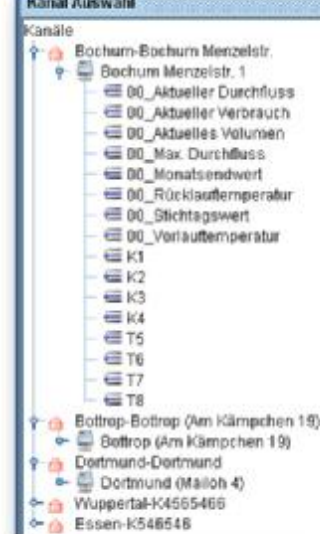 Kanal Auswahl
Kanäle
Bochum-Bochum Menzelstr.
Bochum Menzelstr. 1
00_Aktueller Durchfluss
00_Aktueller Verbrauch
00_Aktuelles Volumen
00_Max. Durchfluss
00_Monatsendwert
00_Rücklauftemperatur
00_Stichtagswert
00_Vorlauftemperatur
K1
K2
K3
K4
T5
T6
T7
T8
Bottrop-Bottrop (Am Kämpchen 19)
Bottrop (Am Kämpchen 19)
Dortmund-Dortmund
Dortmund (Mailoh 4)
Wuppertal-K4565466
Essen-K546546